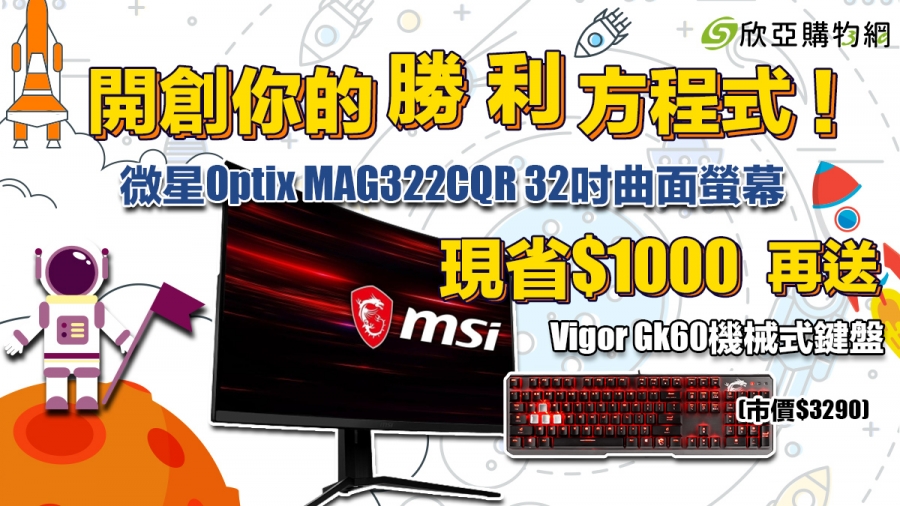 欣亞購物網
開創你的勝利方程式！
微星Optix MAG322CQR 32吋曲面螢幕
現省$1000 再送
msi
Vigor Gk60機械式鍵盤
(市價$3290)